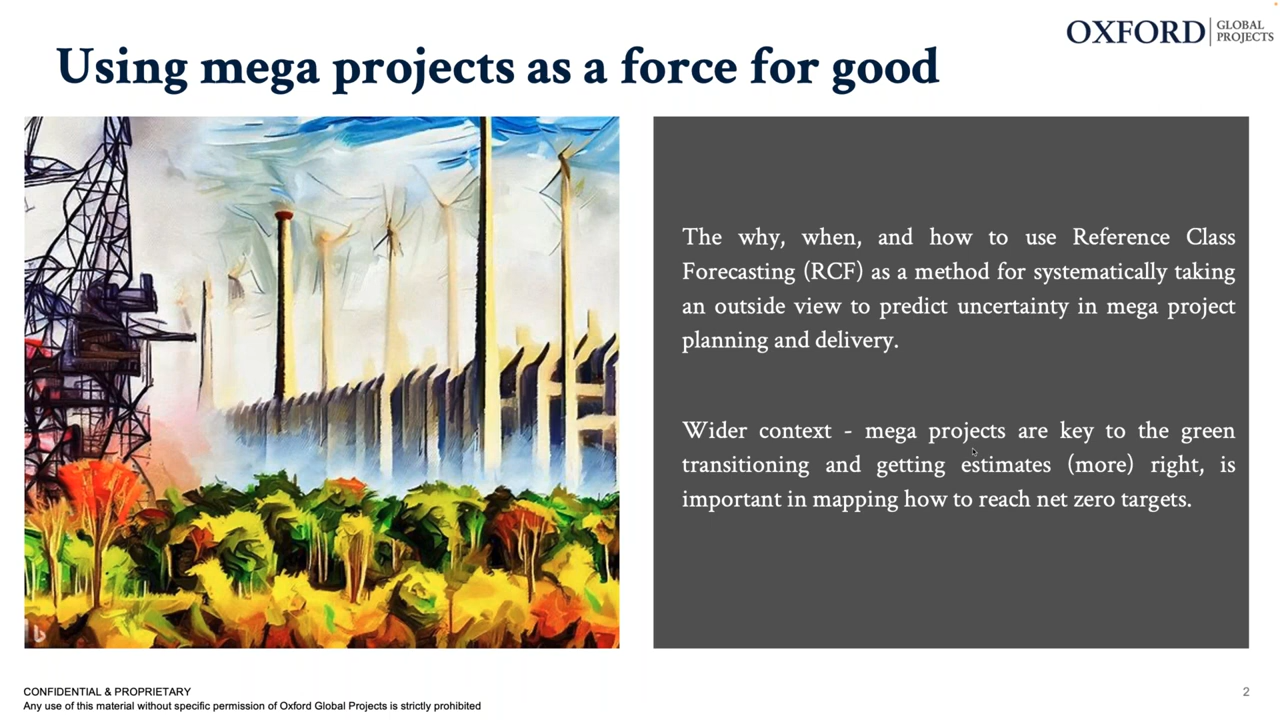 Using mega projects as a force for good
OXFORD
GLOBAL
PROJECTS
The why, when, and how to use Reference Class
Forecasting (RCF) as a method for systematically taking
an outside view to predict uncertainty in mega project
planning and delivery.
Wider context - mega projects are key to the green
transitioning and getting estimates (more) right, is
important in mapping how to reach net zero targets.
CONFIDENTIAL & PROPRIETARY
Any use of this material without specific permission of Oxford Global Projects is strictly prohibited
2